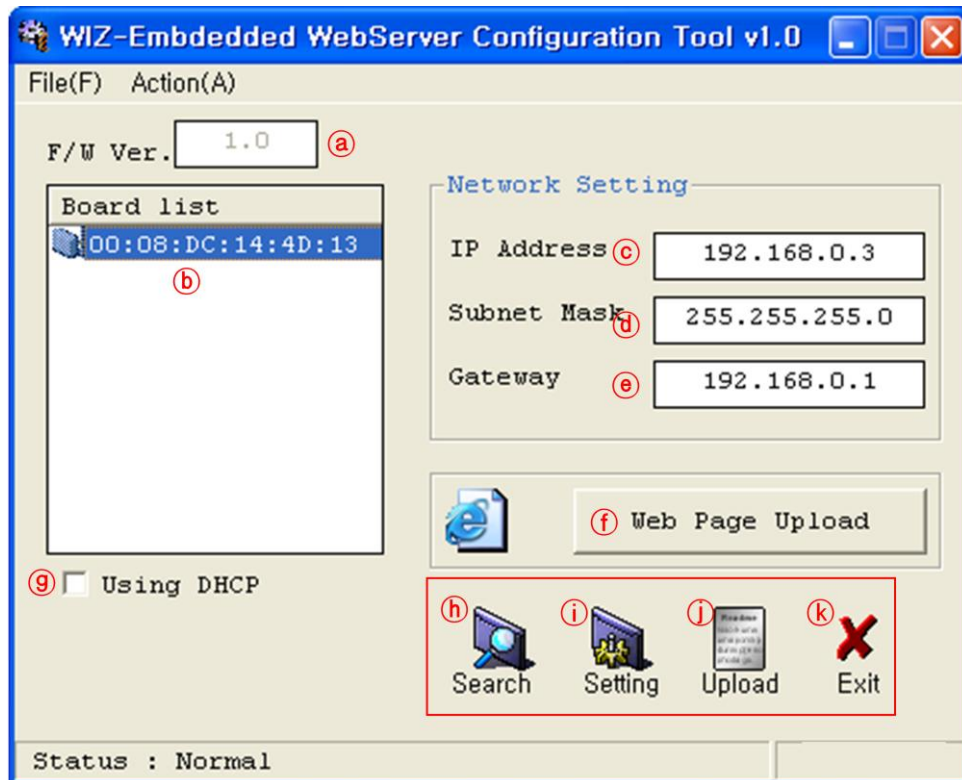 WIZ-Embdedded WebServer Configuration Tool v1.0
File(F) Action(A)
F/W Ver. 1.0 ⓐ
Board list
00:08:DC:14:4D:13
ⓑ
ⓖ Using DHCP
Network Setting
IP Address ⓒ 192.168.0.3
Subnet Mask ⓓ 255.255.255.0
Gateway ⓔ 192.168.0.1
ⓕ Web Page Upload
ⓗ ⓘ ⓙ ⓚ
Readme
Search Setting Upload Exit
Status : Normal